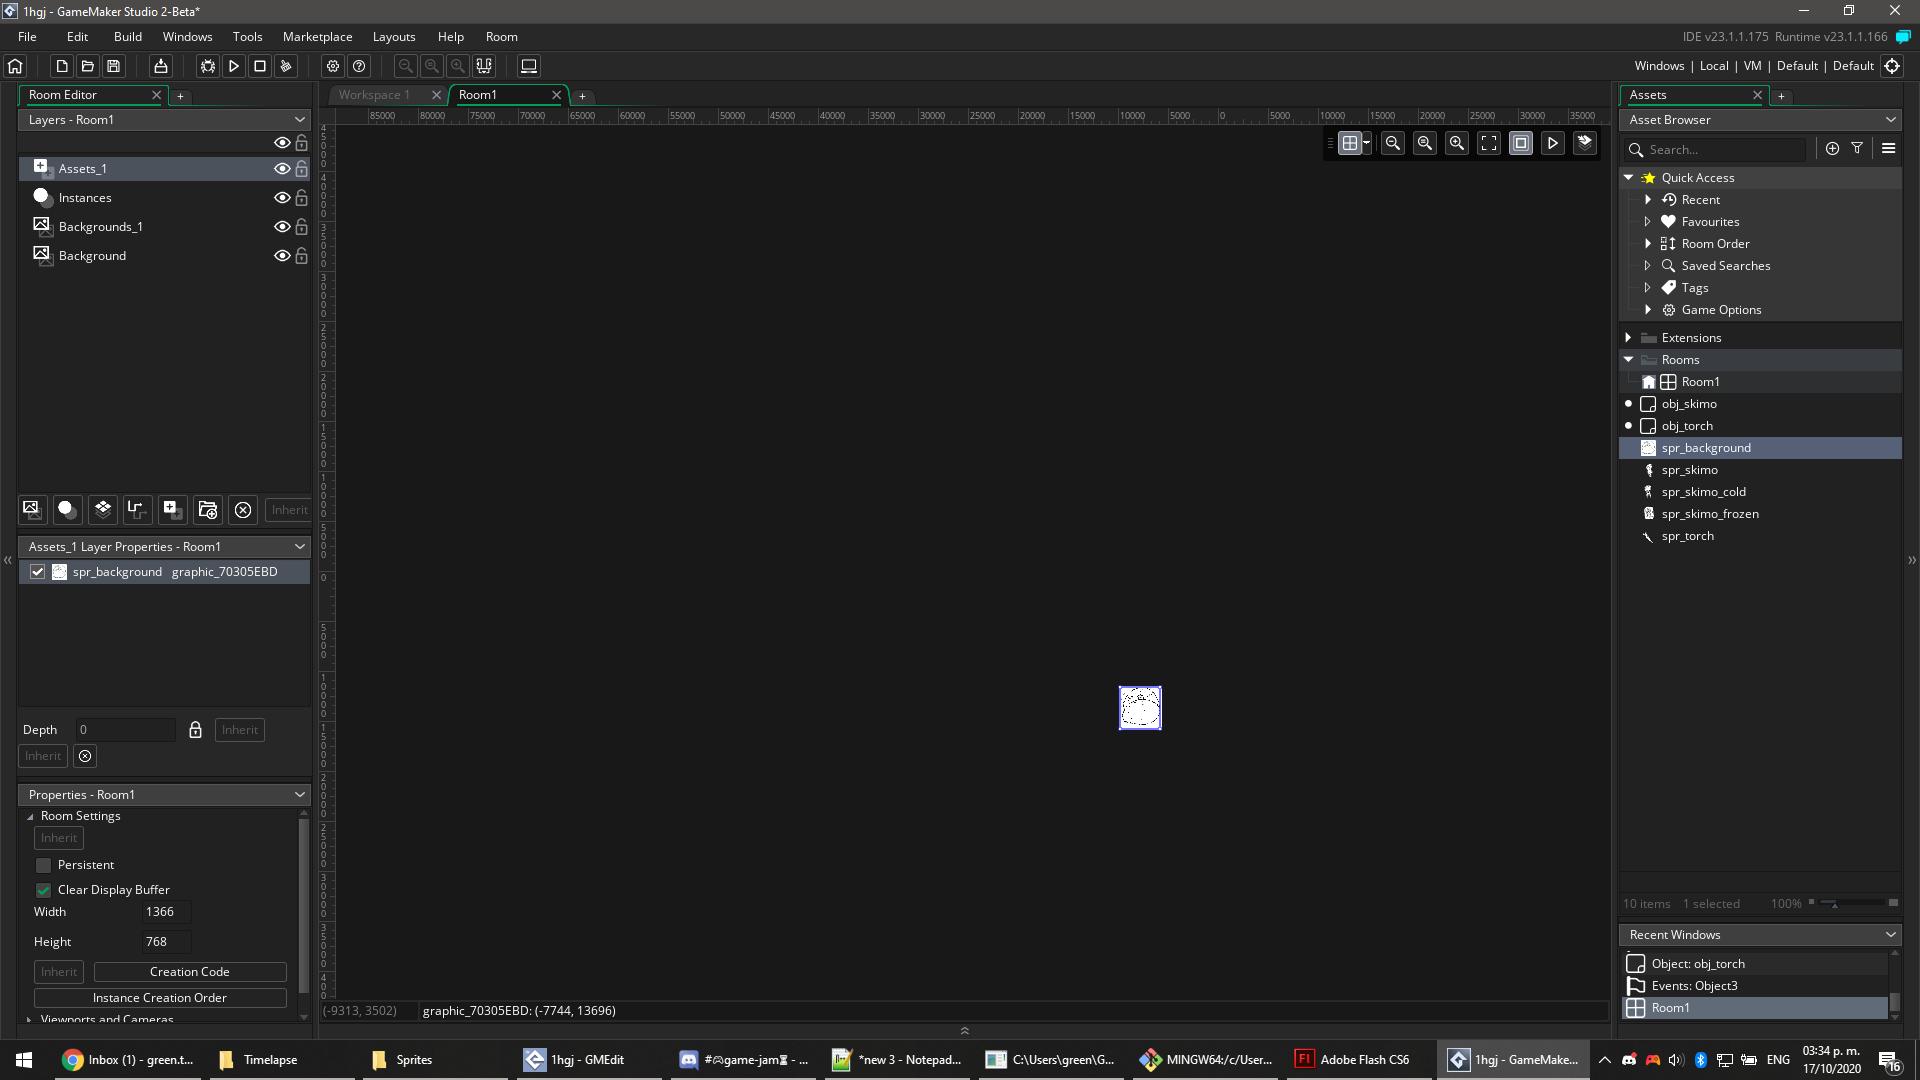 1hgj - GameMaker Studio 2-Beta*
File Edit Build Windows Tools Marketplace Layouts Help Room
IDE v23.1.1.175 Runtime v23.1.1.166
Windows | Local | VM | Default | Default
Room Editor
Workspace 1
Room1
Assets
Layers - Room1
Asset Browser
85000 80000 75000 70000 65000 60000 55000 50000 45000 40000 35000 30000 25000 20000 15000 10000 5000 0 5000 10000 15000 20000 25000 30000 35000
Search...
Assets_1
Instances
Backgrounds_1
Background
Quick Access
Recent
Favourites
Room Order
Saved Searches
Tags
Game Options
Extensions
Rooms
Room1
obj_skimo
obj_torch
spr_background
spr_skimo
spr_skimo_cold
spr_skimo_frozen
spr_torch
Inherit
Assets_1 Layer Properties - Room1
spr_background graphic_70305EBD
Depth 0 Inherit
Inherit
Properties - Room1
Room Settings
Inherit
Persistent
Clear Display Buffer
Width 1366
Height 768
Inherit Creation Code
Instance Creation Order
Viewports and Cameras
10 items 1 selected 100%
Recent Windows
Object: obj_torch
Events: Object3
Room1
(-9313, 3502) graphic_70305EBD: (-7744, 13696)
Inbox (1) - green.t...
Timelapse
Sprites
1hgj - GMEdit
*new 3 - Notepad...
C:\Users\green\G...
MINGW64:/c/User...
Adobe Flash CS6
1hgj - GameMake...
ENG
03:34 p. m.
17/10/2020
16